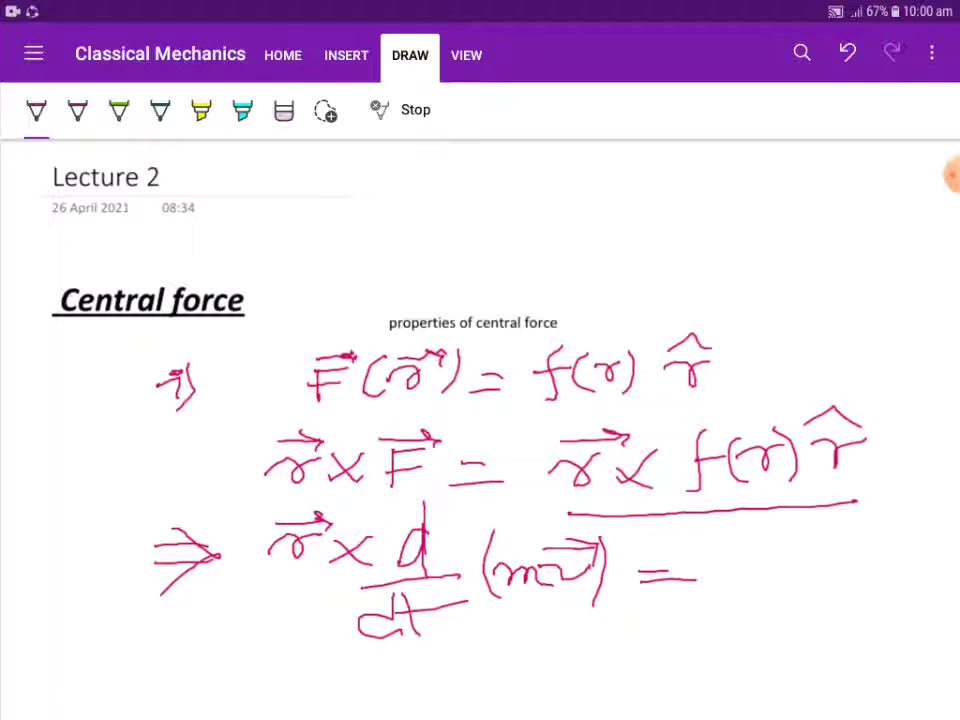 67% 10:00 am
Classical Mechanics HOME INSERT DRAW VIEW
Stop
Lecture 2
26 April 2021 08:34
Central force
properties of central force
i) F⃗(r⃗) = f(r) r̂
r⃗ × F⃗ = r⃗ × f(r) r̂
⇒ r⃗ × d/dt (mv⃗) =